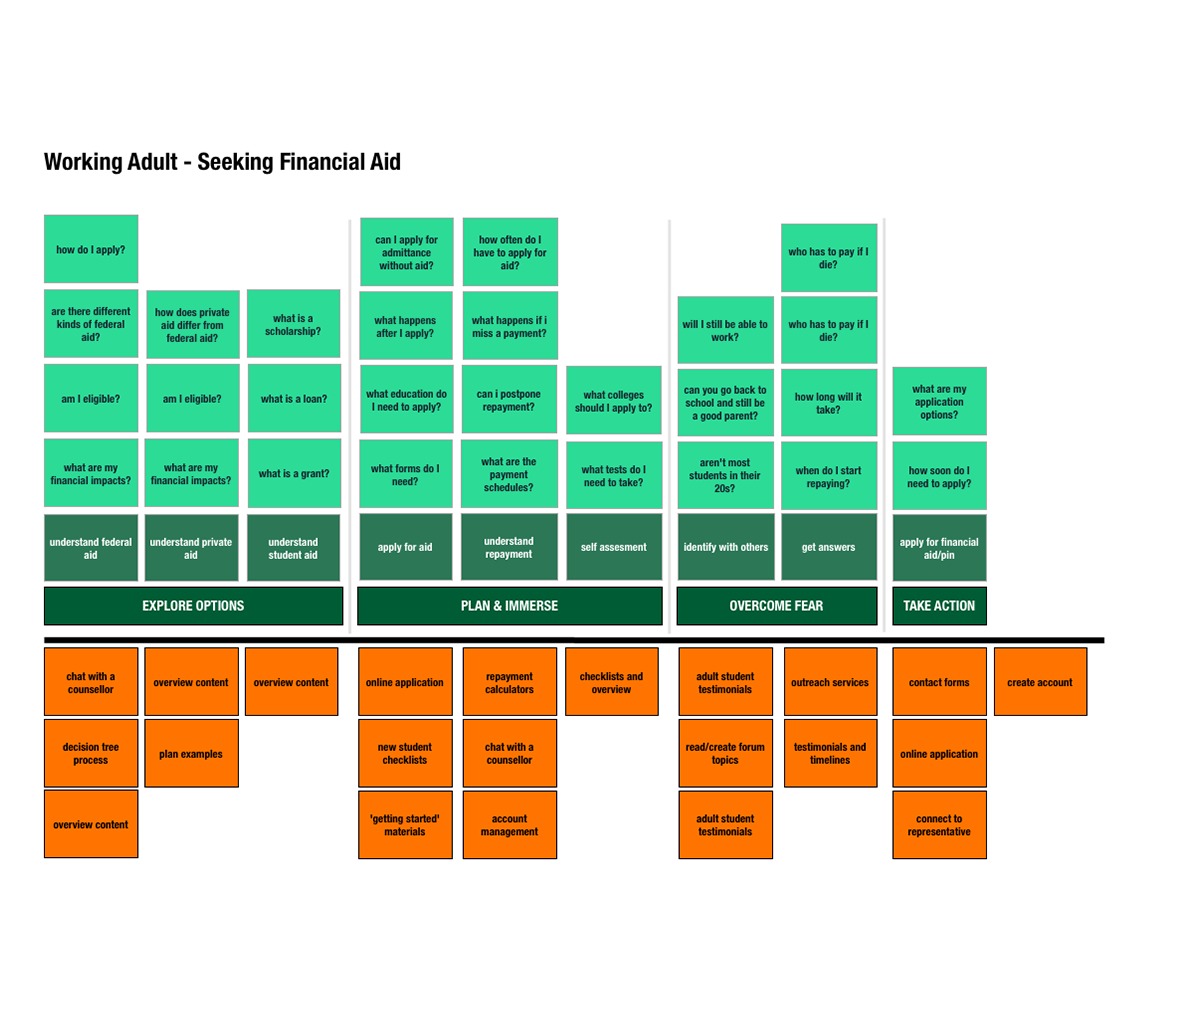 Working Adult - Seeking Financial Aid
how do I apply?
can I apply for
admittance
without aid?
how often do I
have to apply for
aid?
who has to pay if I
die?
are there different
kinds of federal
aid?
how does private
aid differ from
federal aid?
what is a
scholarship?
what happens
after I apply?
what happens if i
miss a payment?
will I still be able to
work?
who has to pay if I
die?
am I eligible?
am I eligible?
what is a loan?
what education do
I need to apply?
can i postpone
repayment?
what colleges
should I apply to?
can you go back to
school and still be
a good parent?
how long will it
take?
what are my
application
options?
what are my
financial impacts?
what are my
financial impacts?
what is a grant?
what forms do I
need?
what are the
payment
schedules?
what tests do I
need to take?
aren't most
students in their
20s?
when do I start
repaying?
how soon do I
need to apply?
understand federal
aid
understand private
aid
understand
student aid
apply for aid
understand
repayment
self assesment
identify with others
get answers
apply for financial
aid/pin
EXPLORE OPTIONS
PLAN & IMMERSE
OVERCOME FEAR
TAKE ACTION
chat with a
counsellor
overview content
overview content
online application
repayment
calculators
checklists and
overview
adult student
testimonials
outreach services
contact forms
create account
decision tree
process
plan examples
new student
checklists
chat with a
counsellor
read/create forum
topics
testimonials and
timelines
online application
overview content
'getting started'
materials
account
management
adult student
testimonials
connect to
representative